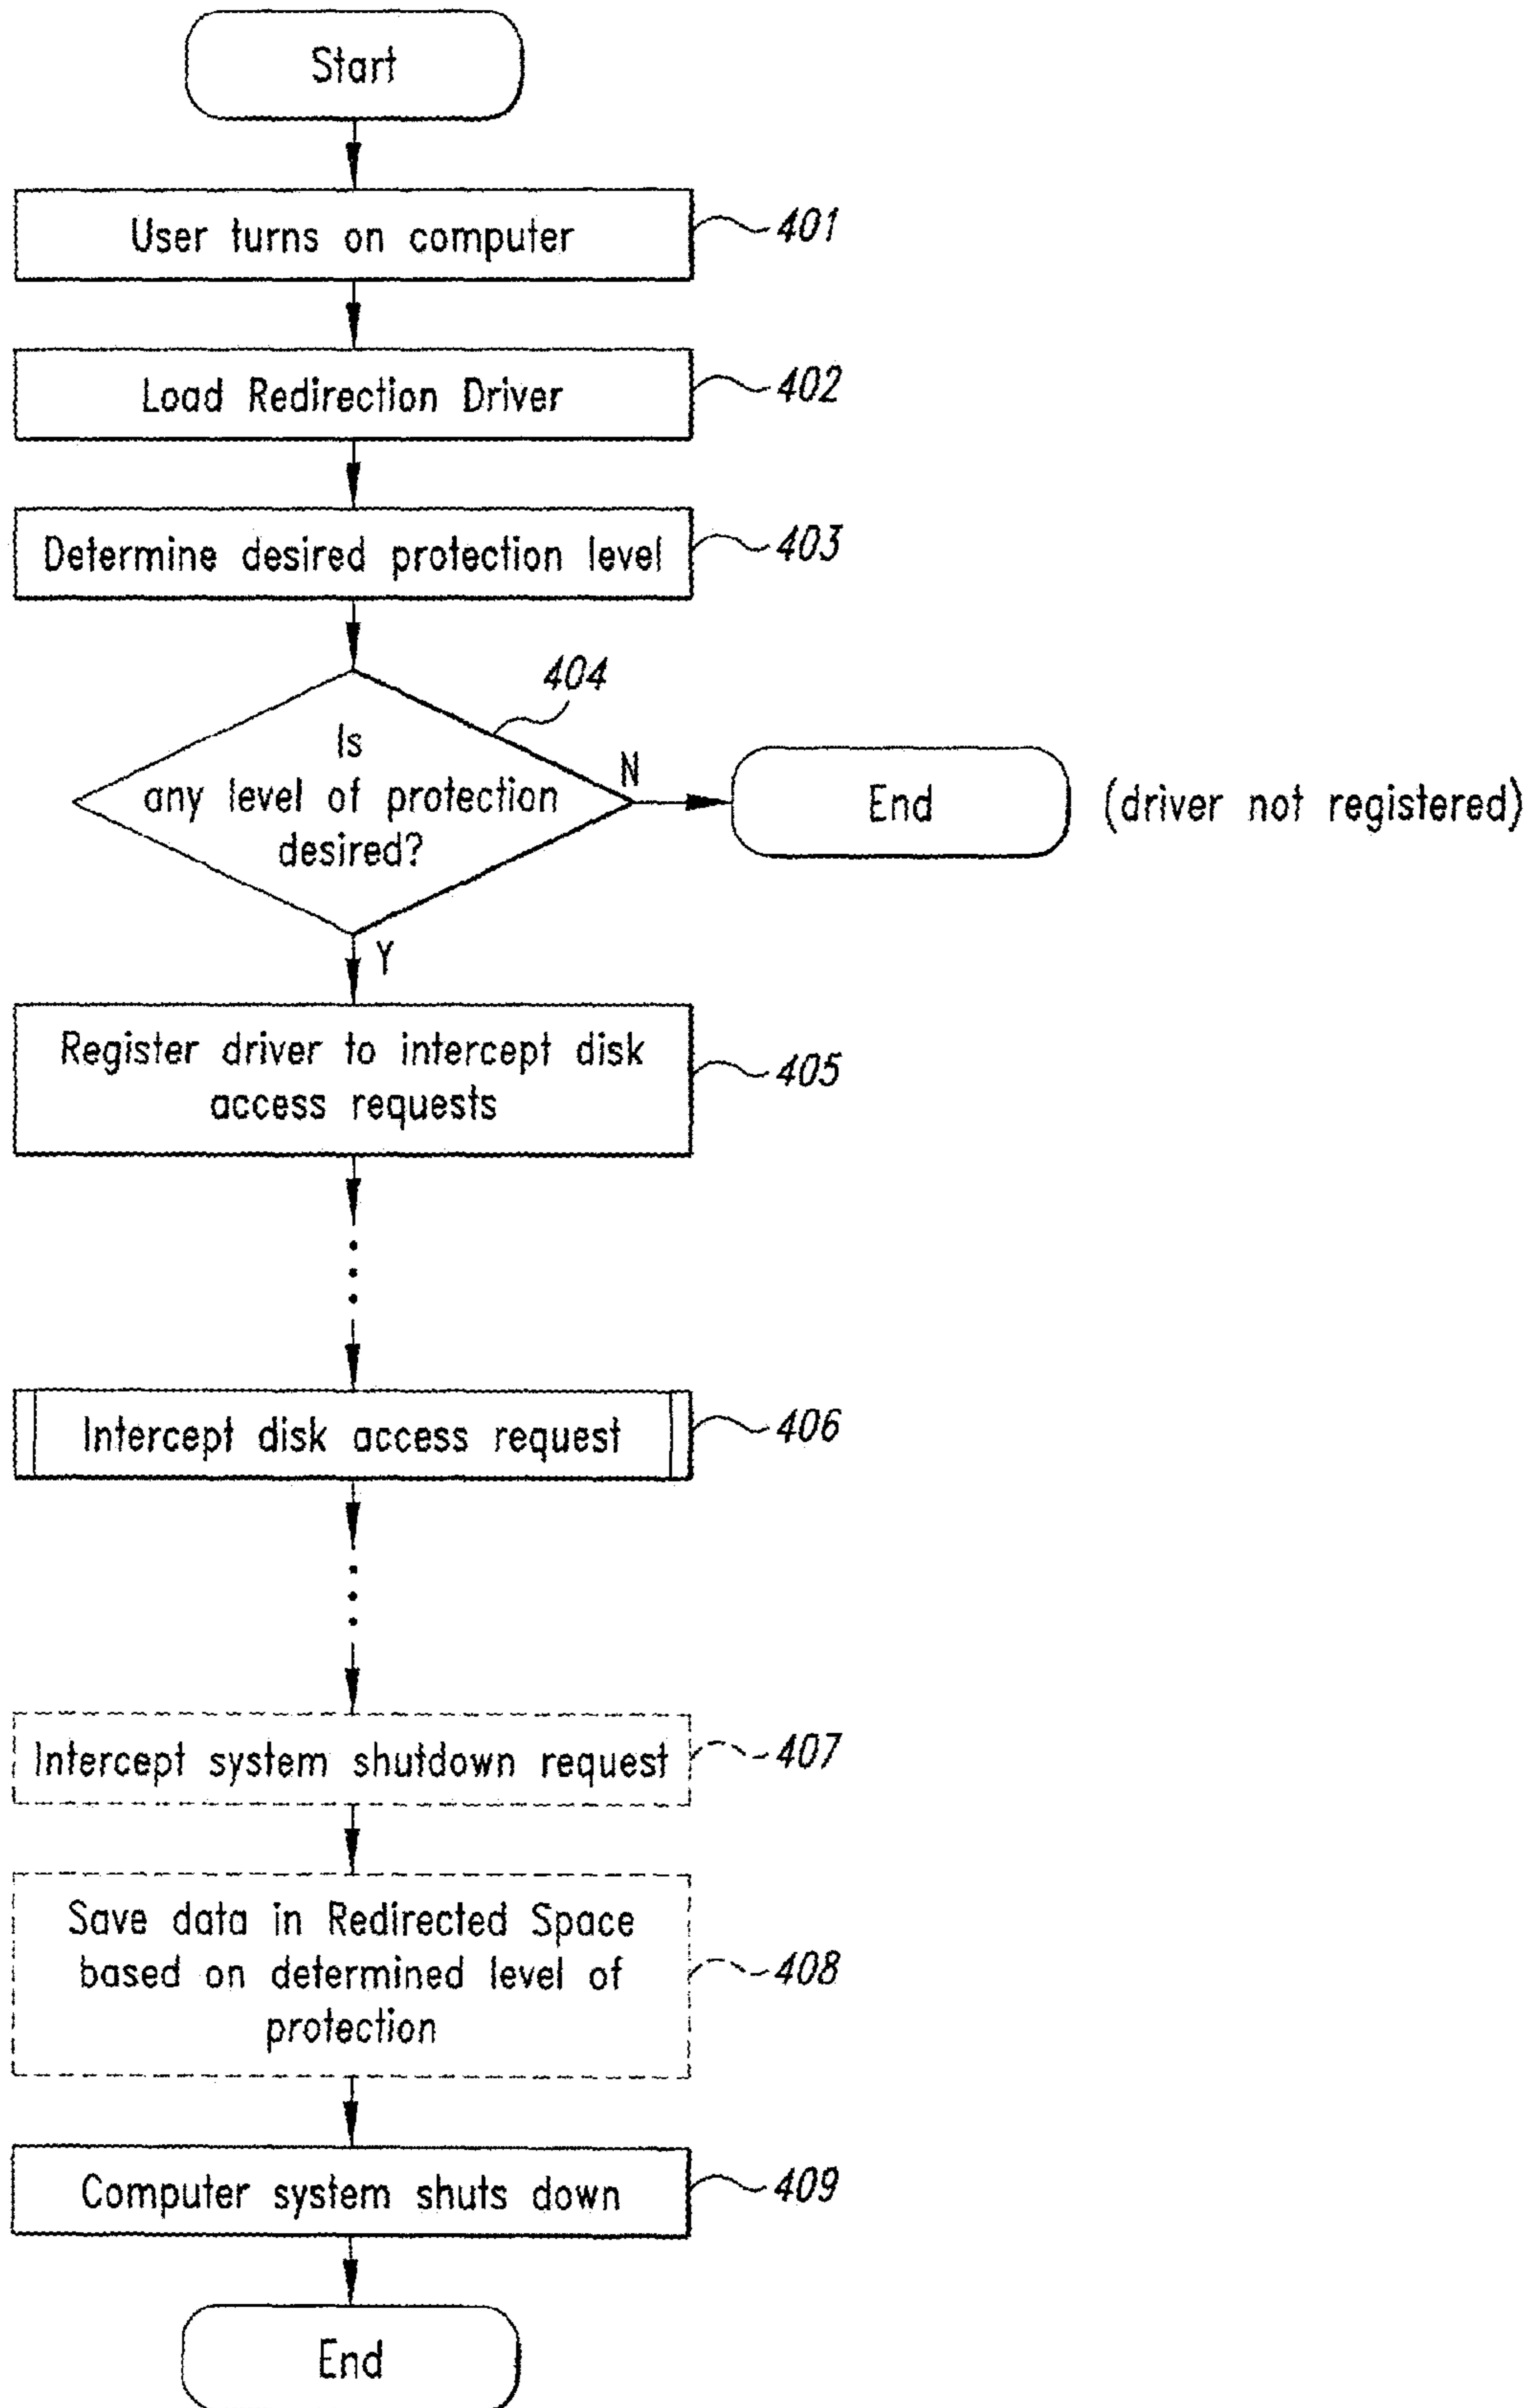 Start
User turns on computer
401
Load Redirection Driver
402
Determine desired protection level
403
404
Is
any level of protection
desired?
N
End
(driver not registered)
Y
Register driver to intercept disk
access requests
405
Intercept disk access request
406
Intercept system shutdown request
407
Save data in Redirected Space
based on determined level of
protection
408
Computer system shuts down
409
End